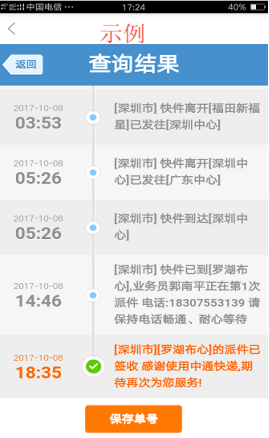 中国电信 17:24 40%
示例
返回 查询结果
2017-10-08
03:53
[深圳市] 快件离开[福田新福
星]已发往[深圳中心]
2017-10-08
05:26
[深圳市] 快件离开[深圳中
心]已发往[广东中心]
2017-10-08
05:26
[深圳市] 快件到达[深圳中
心]
2017-10-08
14:46
[深圳市] 快件已到[罗湖布
心],业务员郭南平正在第1次
派件 电话:18307553139 请
保持电话畅通、耐心等待
2017-10-08
18:35
[深圳市][罗湖布心]的派件已
签收 感谢使用中通快递,期
待再次为您服务!
保存单号